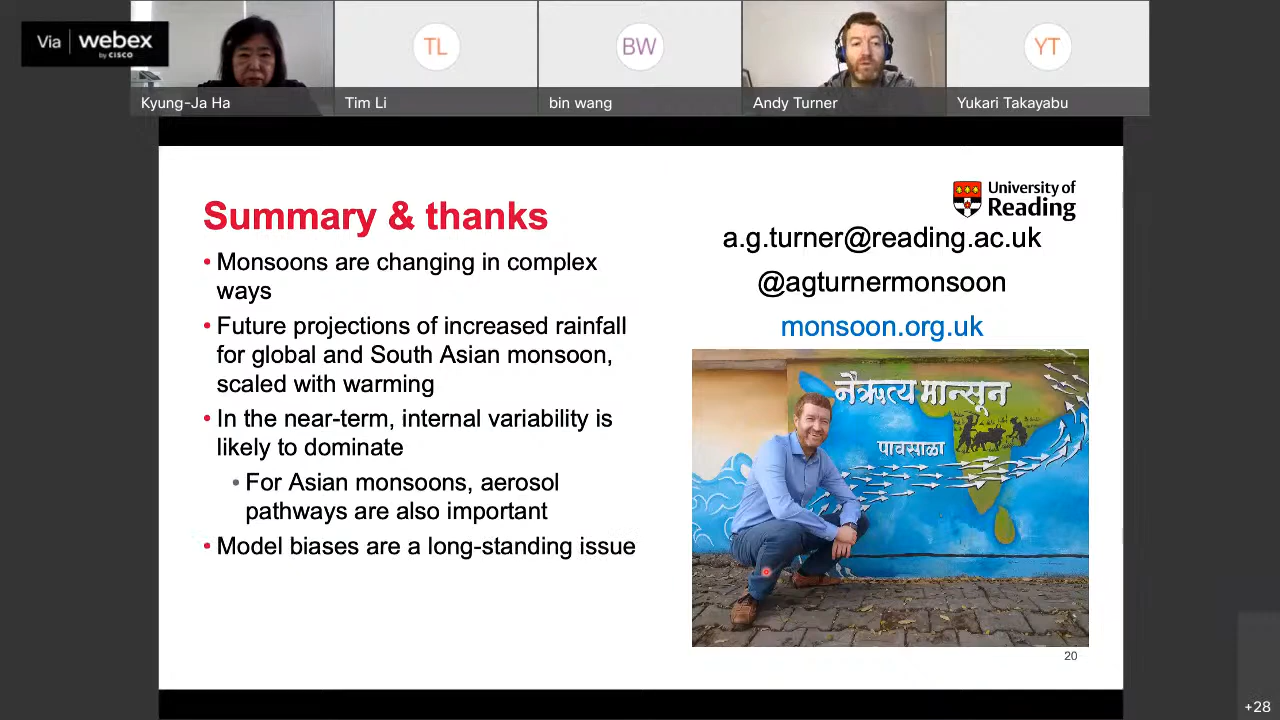 Via webex
by CISCO
TL
BW
YT
Kyung-Ja Ha
Tim Li
bin wang
Andy Turner
Yukari Takayabu
University of
Reading
Summary & thanks
• Monsoons are changing in complex
ways
• Future projections of increased rainfall
for global and South Asian monsoon,
scaled with warming
• In the near-term, internal variability is
likely to dominate
• For Asian monsoons, aerosol
pathways are also important
• Model biases are a long-standing issue
a.g.turner@reading.ac.uk
@agturnermonsoon
monsoon.org.uk
नैऋत्य मान्सून
पावसाळा
20
+28